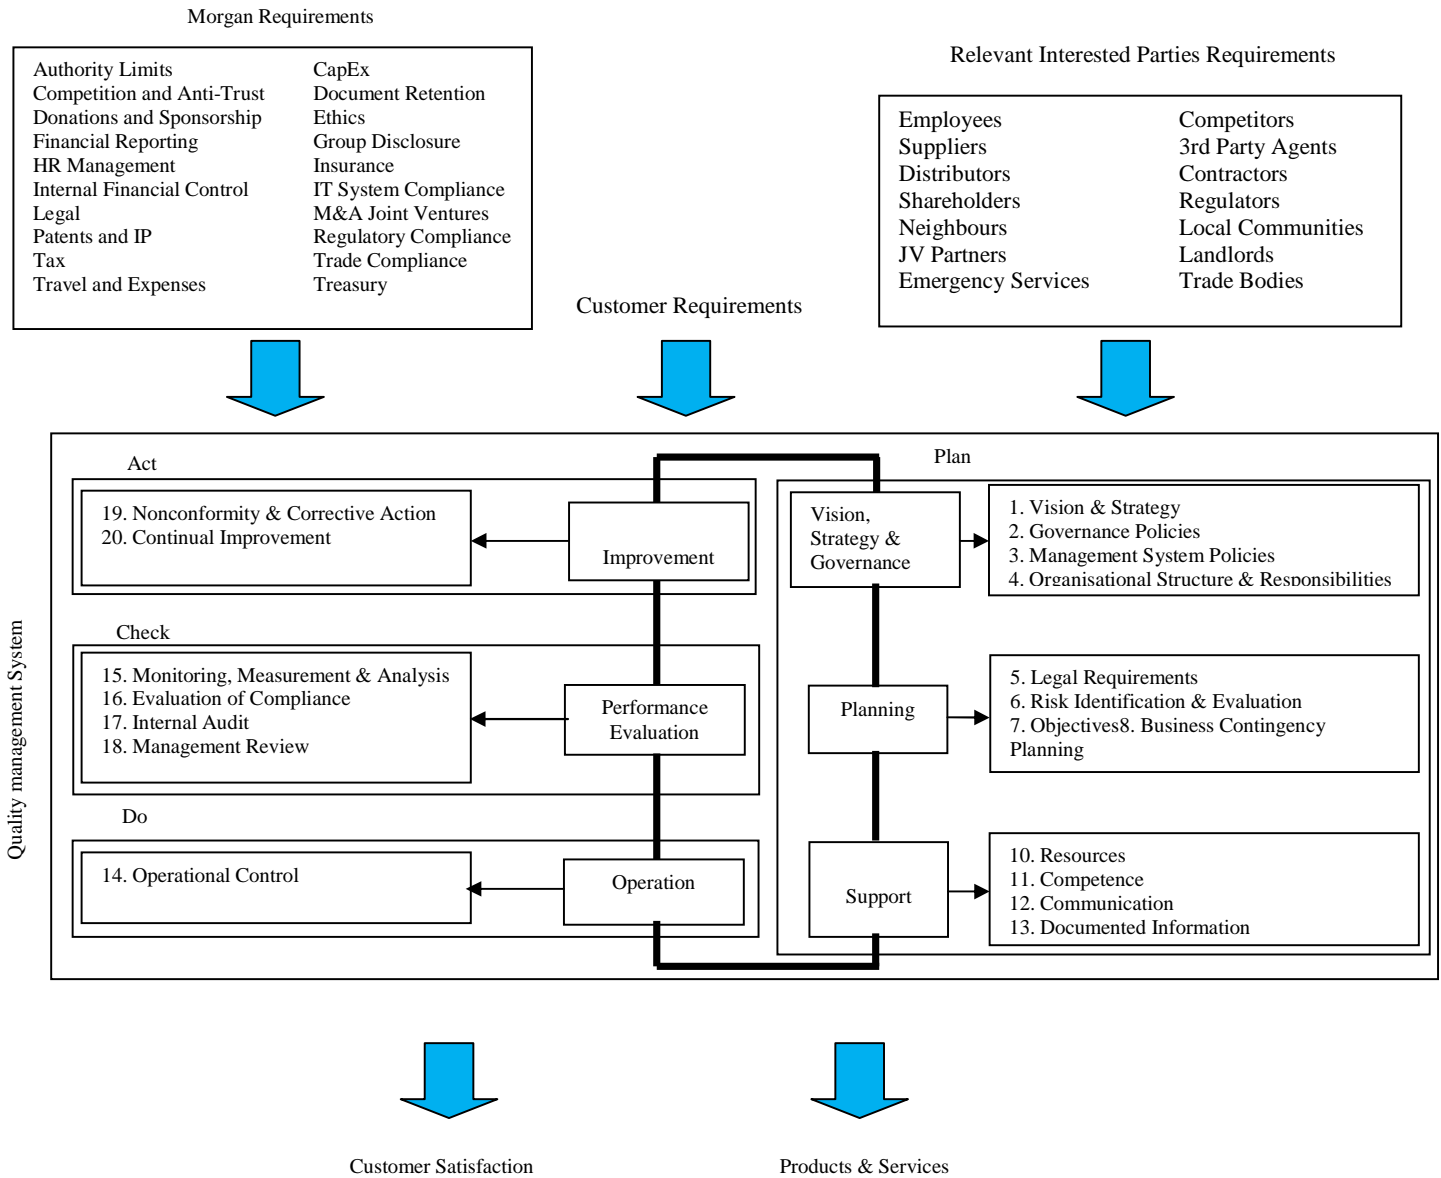 Morgan Requirements
Authority Limits
Competition and Anti-Trust
Donations and Sponsorship
Financial Reporting
HR Management
Internal Financial Control
Legal
Patents and IP
Tax
Travel and Expenses
CapEx
Document Retention
Ethics
Group Disclosure
Insurance
IT System Compliance
M&A Joint Ventures
Regulatory Compliance
Trade Compliance
Treasury
Customer Requirements
Relevant Interested Parties Requirements
Employees
Suppliers
Distributors
Shareholders
Neighbours
JV Partners
Emergency Services
Competitors
3rd Party Agents
Contractors
Regulators
Local Communities
Landlords
Trade Bodies
Quality management System
Act
19. Nonconformity & Corrective Action
20. Continual Improvement
Improvement
Check
15. Monitoring, Measurement & Analysis
16. Evaluation of Compliance
17. Internal Audit
18. Management Review
Performance
Evaluation
Do
14. Operational Control
Operation
Plan
Vision,
Strategy &
Governance
1. Vision & Strategy
2. Governance Policies
3. Management System Policies
4. Organisational Structure & Responsibilities
Planning
5. Legal Requirements
6. Risk Identification & Evaluation
7. Objectives8. Business Contingency
Planning
Support
10. Resources
11. Competence
12. Communication
13. Documented Information
Customer Satisfaction
Products & Services